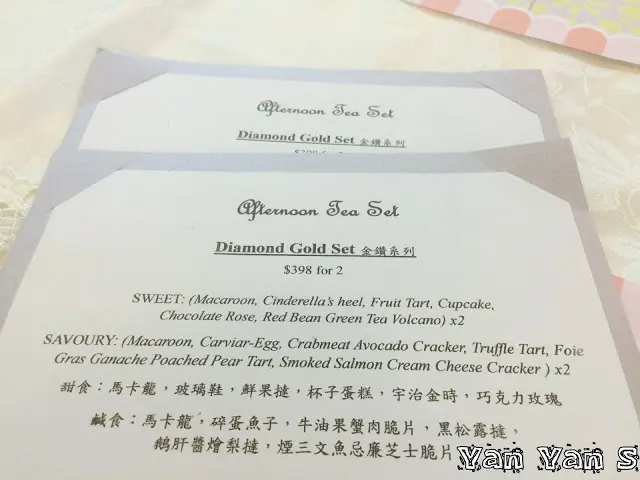 Afternoon Tea Set
Diamond Gold Set 金鑽系列
Afternoon Tea Set
Diamond Gold Set 金鑽系列
$398 for 2
SWEET: (Macaroon, Cinderella's heel, Fruit Tart, Cupcake,
Chocolate Rose, Red Bean Green Tea Volcano) x2
SAVOURY: (Macaroon, Carviar-Egg, Crabmeat Avocado Cracker, Truffle Tart, Foie
Gras Ganache Poached Pear Tart, Smoked Salmon Cream Cheese Cracker ) x2
甜食：馬卡龍，玻璃鞋，鮮果撻，杯子蛋糕，宇治金時，巧克力玫瑰
鹹食：馬卡龍，碎蛋魚子，牛油果蟹肉脆片，黑松露撻，
鵝肝醬燴梨撻，煙三文魚忌廉芝士脆片
Yan Yan S